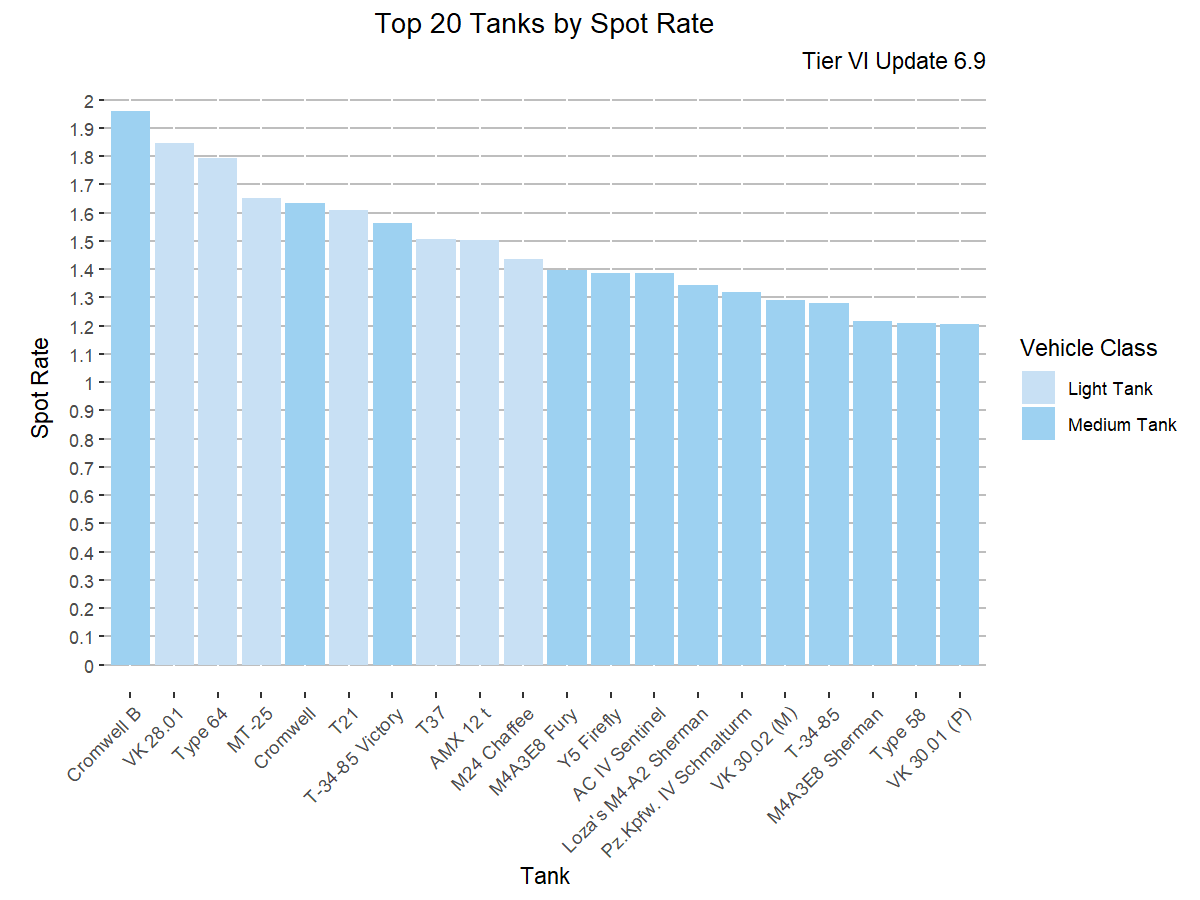 Top 20 Tanks by Spot Rate
Tier VI Update 6.9
Spot Rate
2
1.9
1.8
1.7
1.6
1.5
1.4
1.3
1.2
1.1
1
0.9
0.8
0.7
0.6
0.5
0.4
0.3
0.2
0.1
0
Cromwell B
VK 28.01
Type 64
MT-25
Cromwell
T21
T-34-85 Victory
T37
AMX 12 t
M24 Chaffee
M4A3E8 Fury
Y5 Firefly
AC IV Sentinel
Loza's M4-A2 Sherman
Pz.Kpfw. IV Schmalturm
VK 30.02 (M)
T-34-85
M4A3E8 Sherman
Type 58
VK 30.01 (P)
Tank
Vehicle Class
Light Tank
Medium Tank